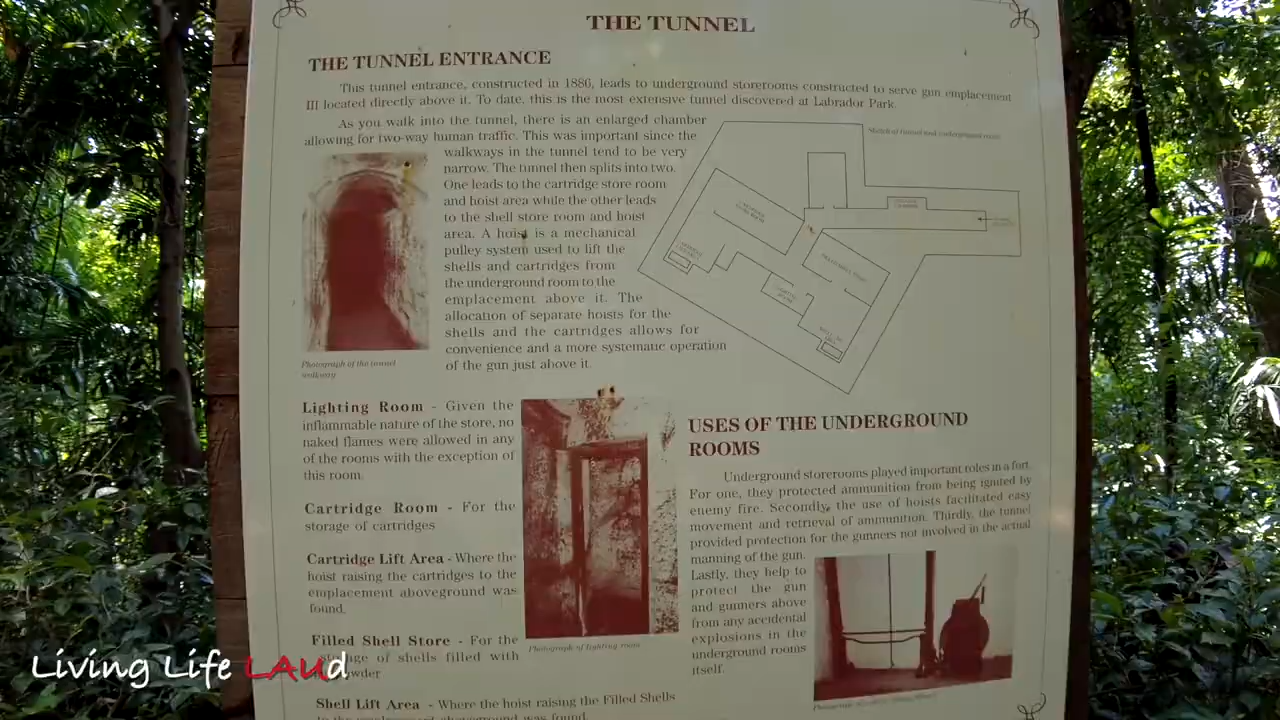 THE TUNNEL
THE TUNNEL ENTRANCE
This tunnel entrance, constructed in 1886, leads to underground storerooms constructed to serve gun emplacement
III located directly above it. To date, this is the most extensive tunnel discovered at Labrador Park.
As you walk into the tunnel, there is an enlarged chamber
allowing for two-way human traffic. This was important since the
walkways in the tunnel tend to be very
narrow. The tunnel then splits into two.
One leads to the cartridge store room
and hoist area while the other leads
to the shell store room and hoist
area. A hoist is a mechanical
pulley system used to lift the
shells and cartridges from
the underground room to the
emplacement above it. The
allocation of separate hoists for the
shells and the cartridges allows for
convenience and a more systematic operation
of the gun just above it.
Sketch of tunnel and underground room
Photograph of the tunnel
walkway
Lighting Room - Given the
inflammable nature of the store, no
naked flames were allowed in any
of the rooms with the exception of
this room.
Cartridge Room - For the
storage of cartridges
Cartridge Lift Area - Where the
hoist raising the cartridges to the
emplacement aboveground was
found.
Filled Shell Store - For the
storage of shells filled with
Shell Lift Area - Where the hoist raising the Filled Shells
to the emplacement aboveground was found.
Photograph of lighting room
USES OF THE UNDERGROUND
ROOMS
Underground storerooms played important roles in a fort.
For one, they protected ammunition from being ignited by
enemy fire. Secondly, the use of hoists facilitated easy
movement and retrieval of ammunition. Thirdly, the tunnel
provided protection for the gunners not involved in the actual
manning of the gun.
Lastly, they help to
protect the gun
and gunners above
from any accidental
explosions in the
underground rooms
itself.
Living Life LAUd